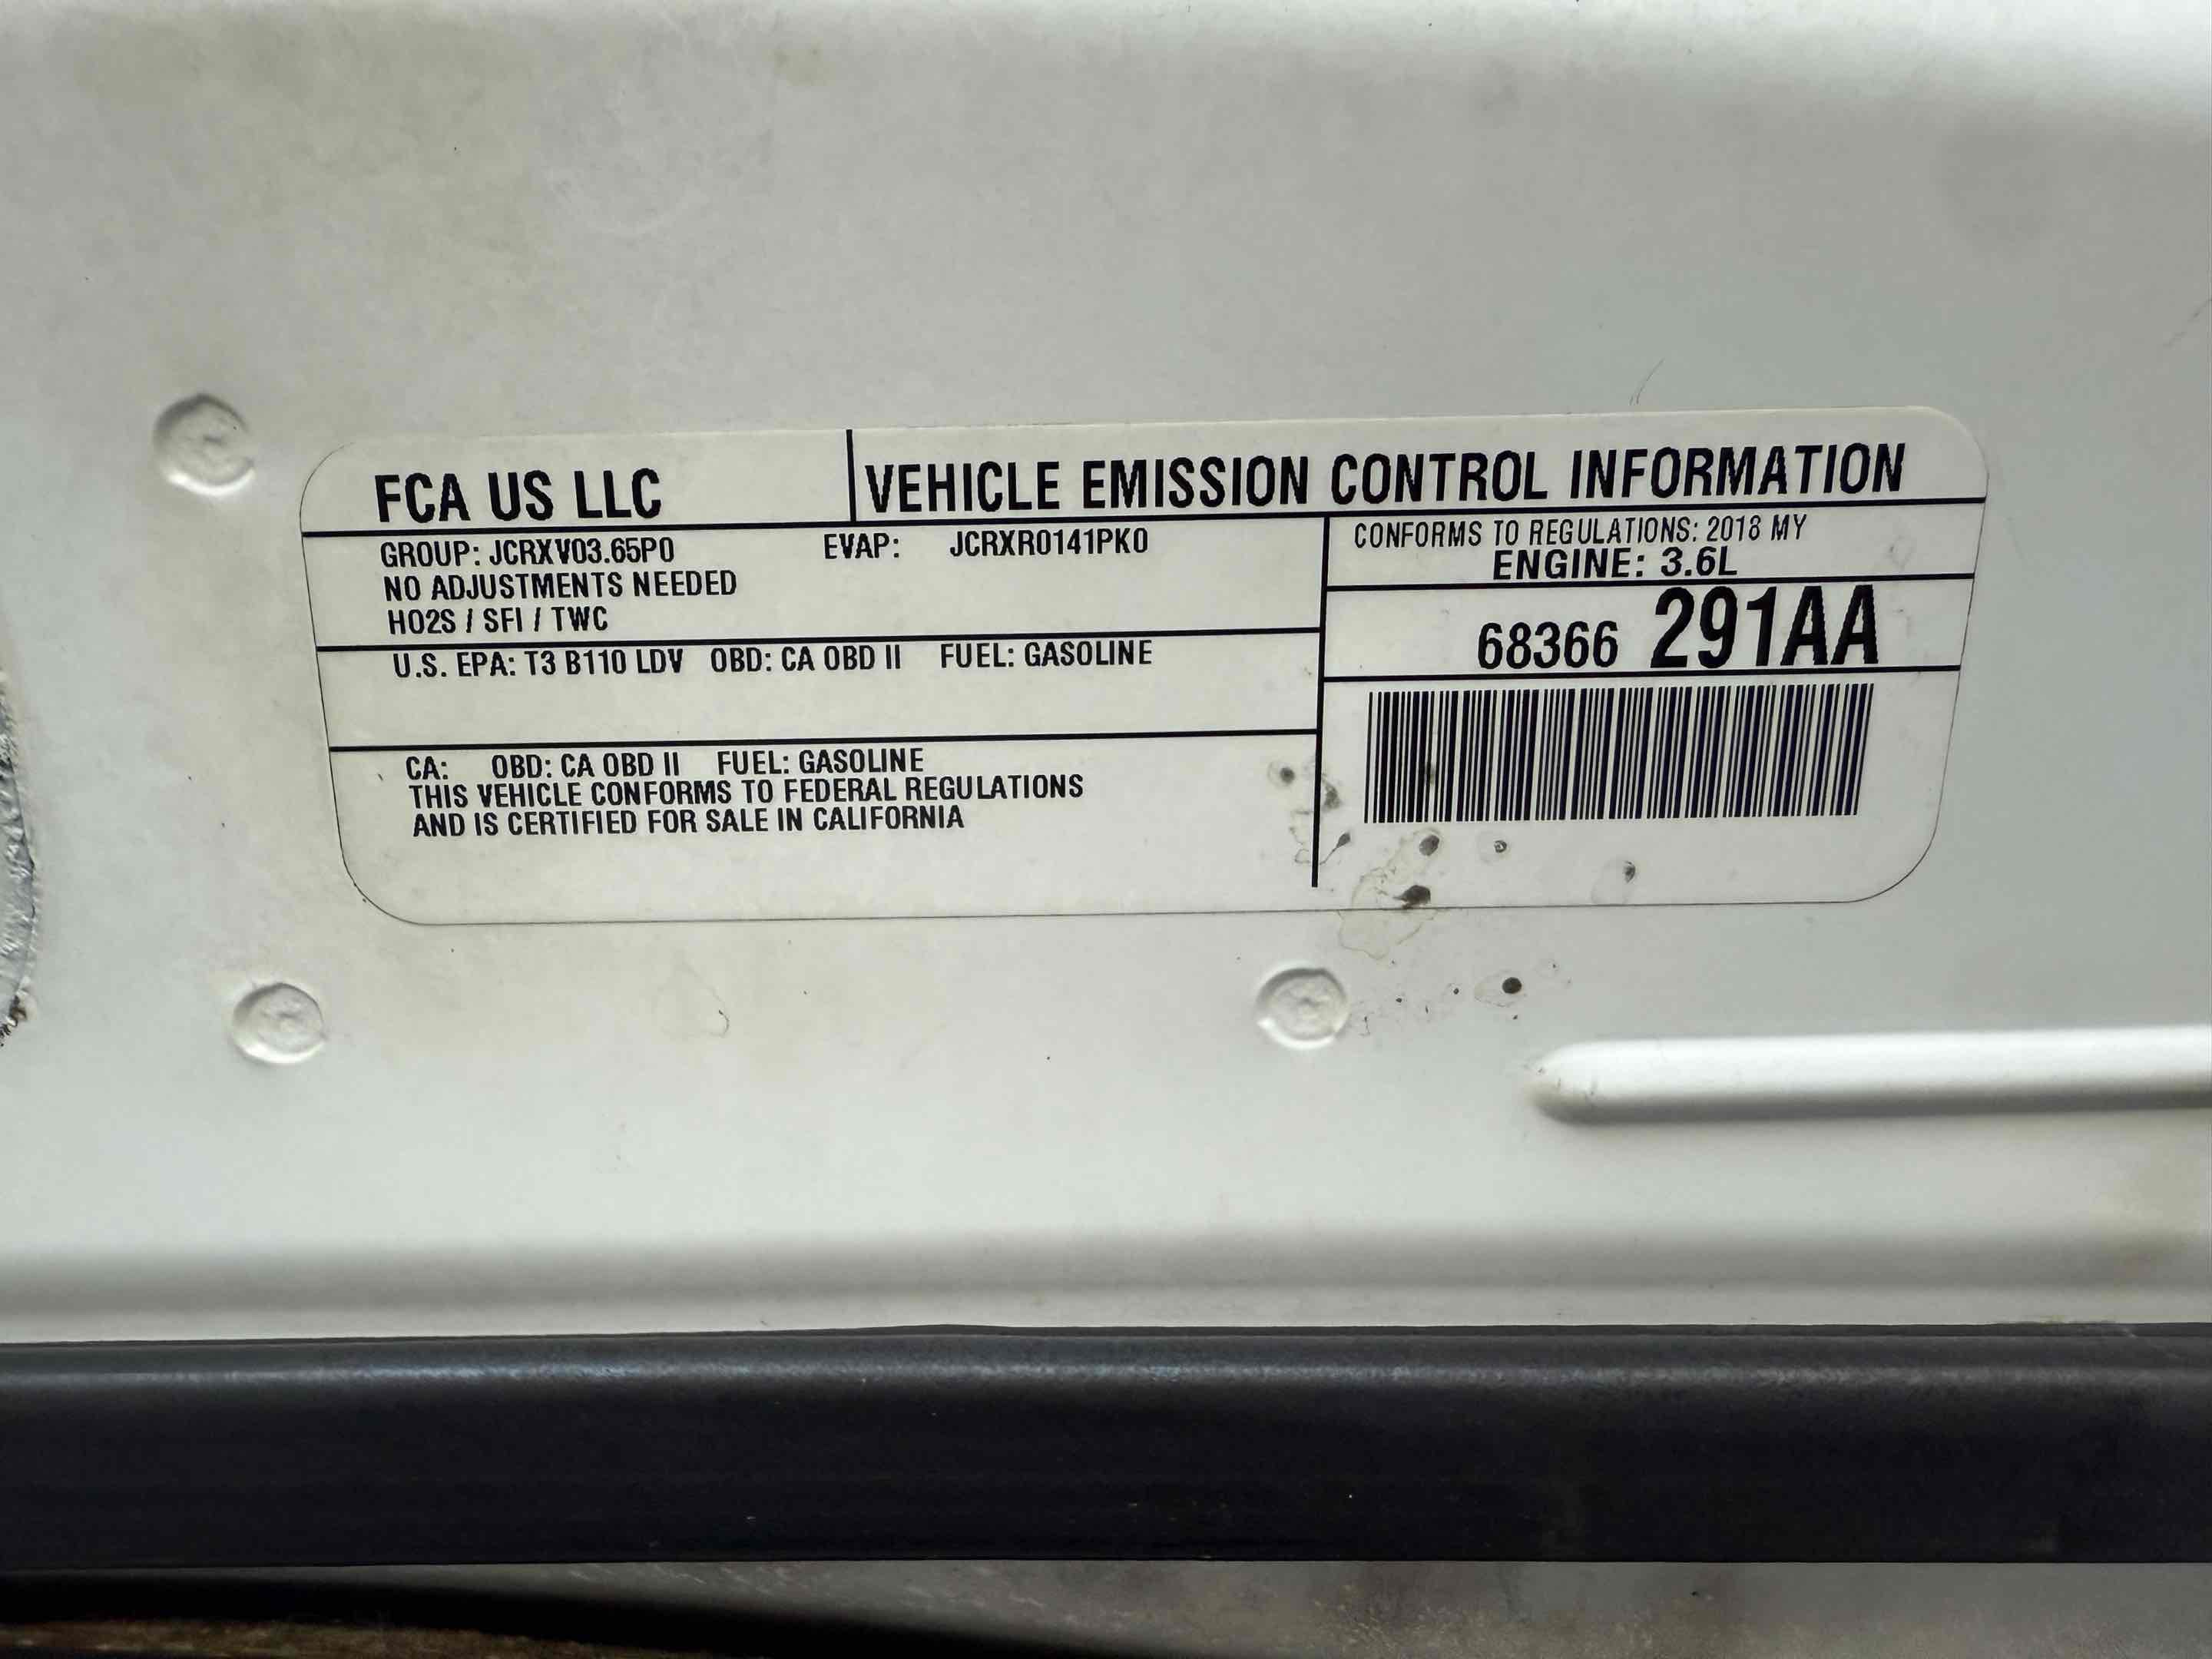 FCA US LLC VEHICLE EMISSION CONTROL INFORMATION
GROUP: JCRXV03.65P0 EVAP: JCRXR0141PK0
NO ADJUSTMENTS NEEDED
HO2S / SFI / TWC
CONFORMS TO REGULATIONS: 2018 MY
ENGINE: 3.6L
68366 291AA
U.S. EPA: T3 B110 LDV OBD: CA OBD II FUEL: GASOLINE
CA: OBD: CA OBD II FUEL: GASOLINE
THIS VEHICLE CONFORMS TO FEDERAL REGULATIONS
AND IS CERTIFIED FOR SALE IN CALIFORNIA